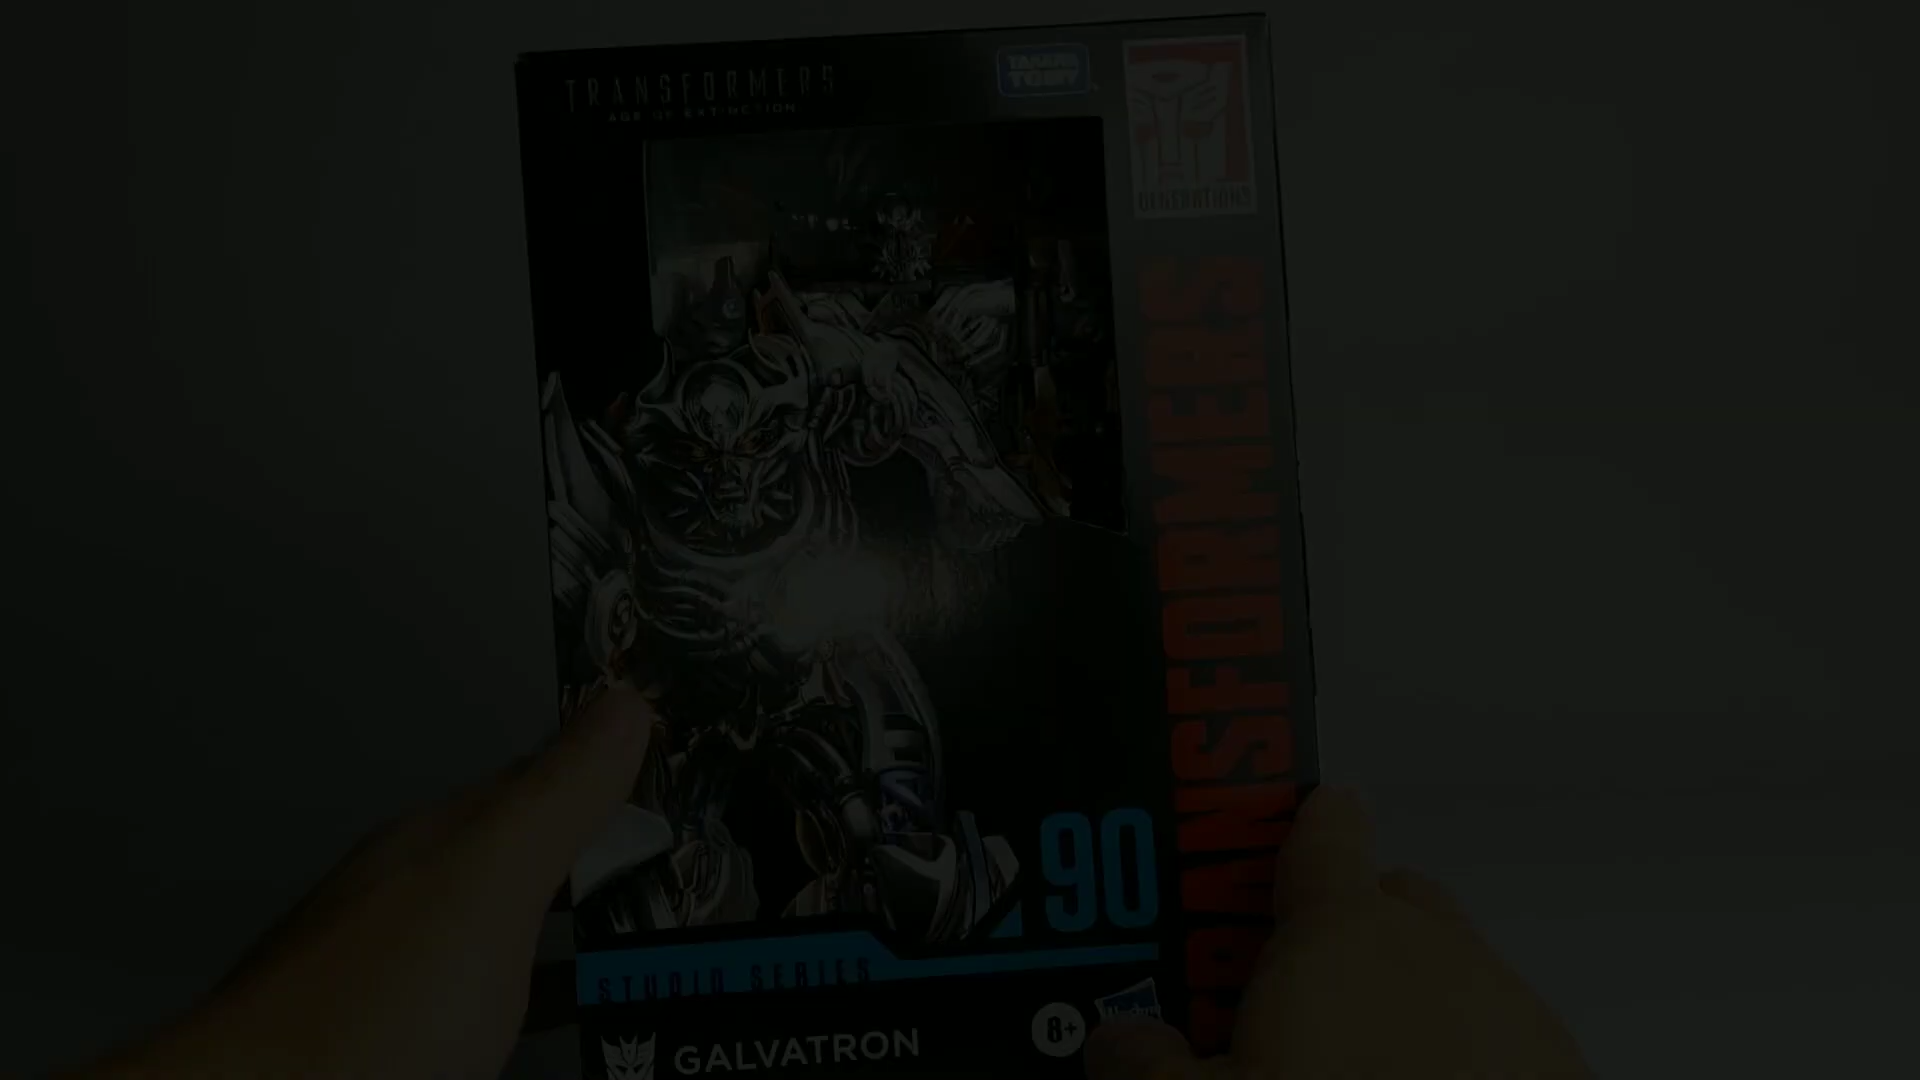 TRANSFORMERS
AGE OF EXTINCTION
TAKARA
TOMY
GENERATIONS
TRANSFORMERS
90
STUDIO SERIES
GALVATRON
8+
Hasbro